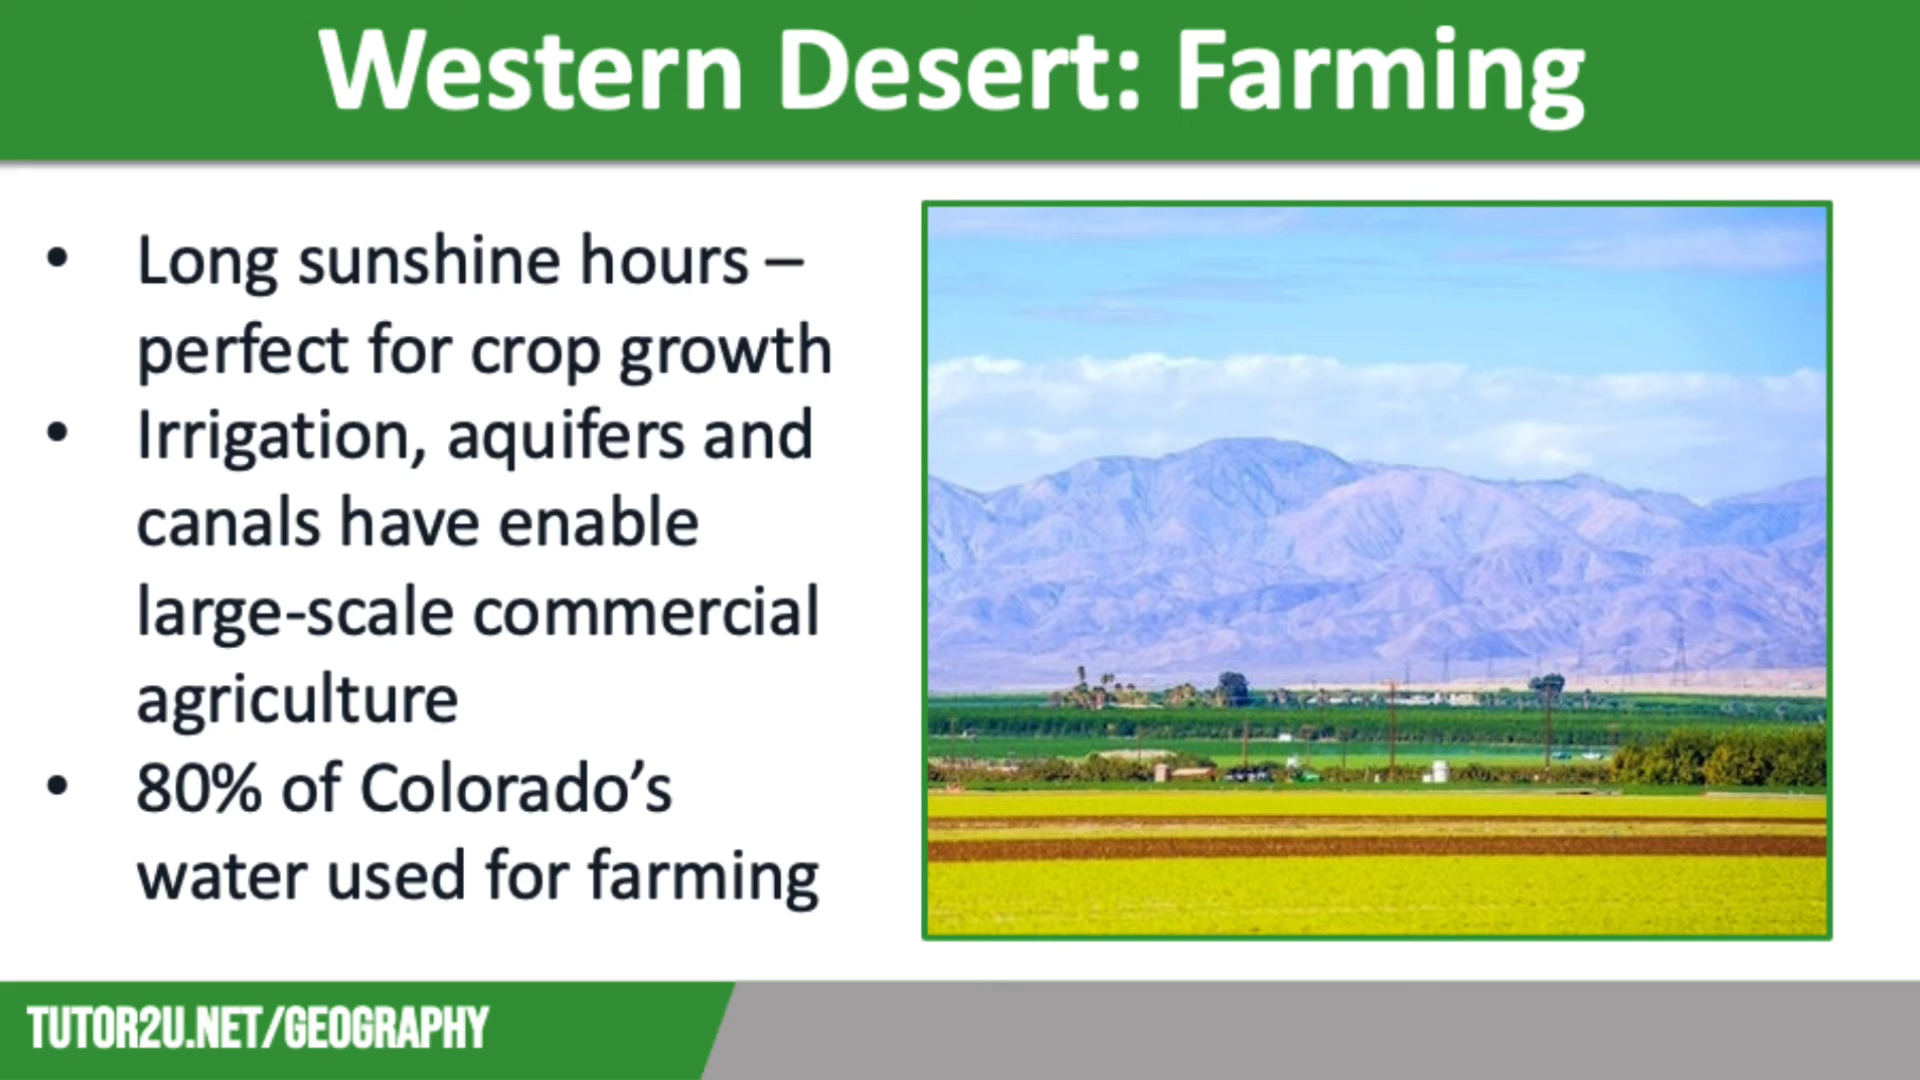 Western Desert: Farming
• Long sunshine hours –
perfect for crop growth
• Irrigation, aquifers and
canals have enable
large-scale commercial
agriculture
• 80% of Colorado’s
water used for farming
TUTOR2U.NET/GEOGRAPHY